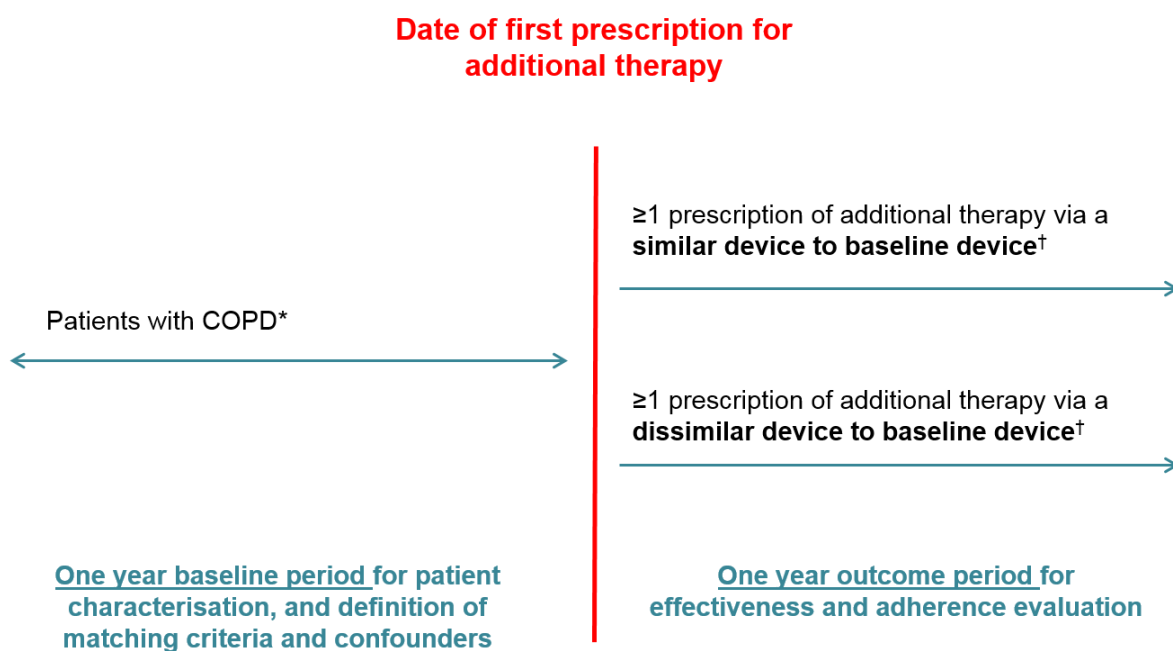 Date of first prescription for
additional therapy
≥1 prescription of additional therapy via a
similar device to baseline device†
Patients with COPD*
≥1 prescription of additional therapy via a
dissimilar device to baseline device†
One year baseline period for patient
characterisation, and definition of
matching criteria and confounders
One year outcome period for
effectiveness and adherence evaluation